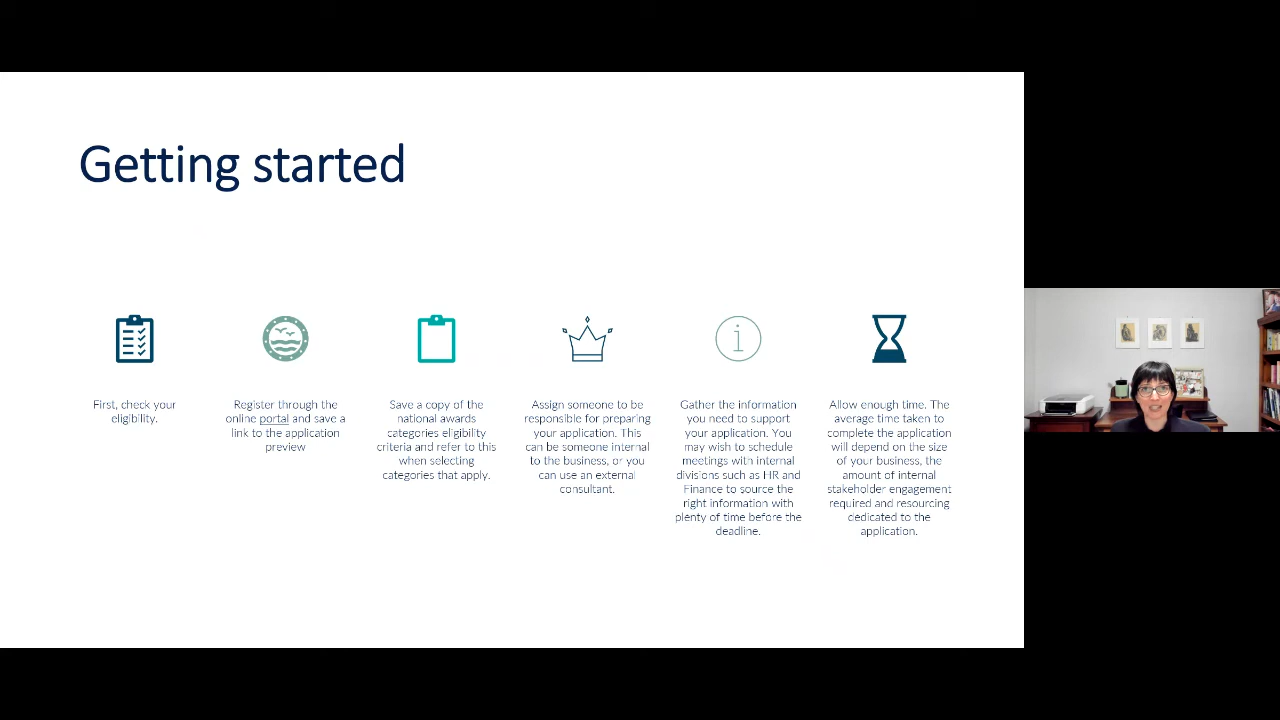 Getting started
First, check your
eligibility.
Register through the
online portal and save a
link to the application
preview
Save a copy of the
national awards
categories eligibility
criteria and refer to this
when selecting
categories that apply.
Assign someone to be
responsible for preparing
your application. This
can be someone internal
to the business, or you
can use an external
consultant.
Gather the information
you need to support
your application. You
may wish to schedule
meetings with internal
divisions such as HR and
Finance to source the
right information with
plenty of time before the
deadline.
Allow enough time. The
average time taken to
complete the application
will depend on the size
of your business, the
amount of internal
stakeholder engagement
required and resourcing
dedicated to the
application.